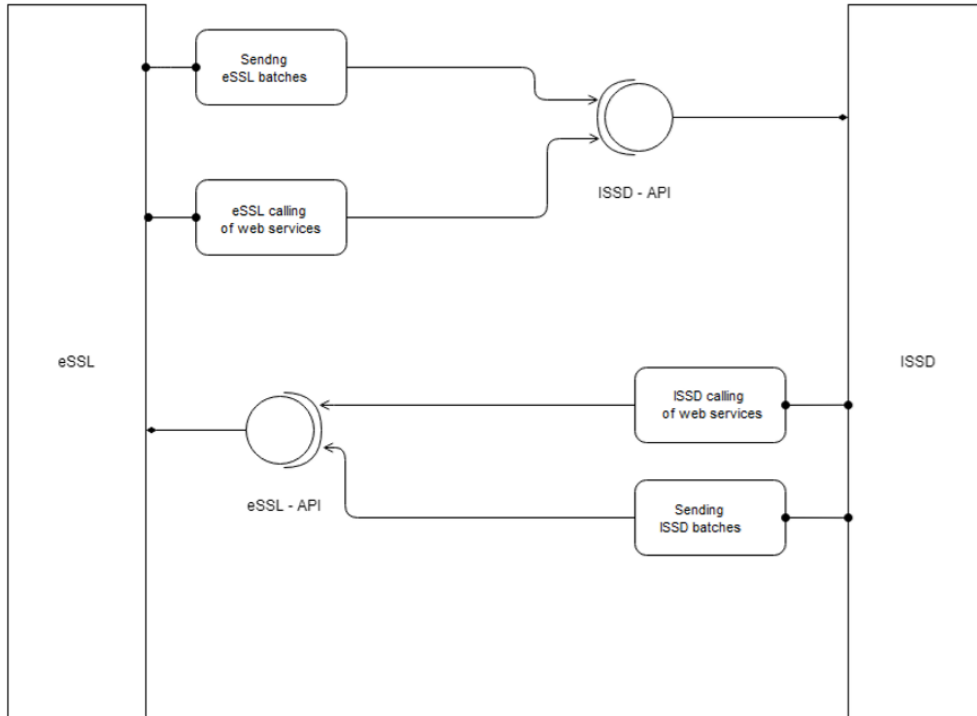 Sendng
eSSL batches
ISSD - API
eSSL calling
of web services
eSSL
ISSD
ISSD calling
of web services
eSSL - API
Sending
ISSD batches